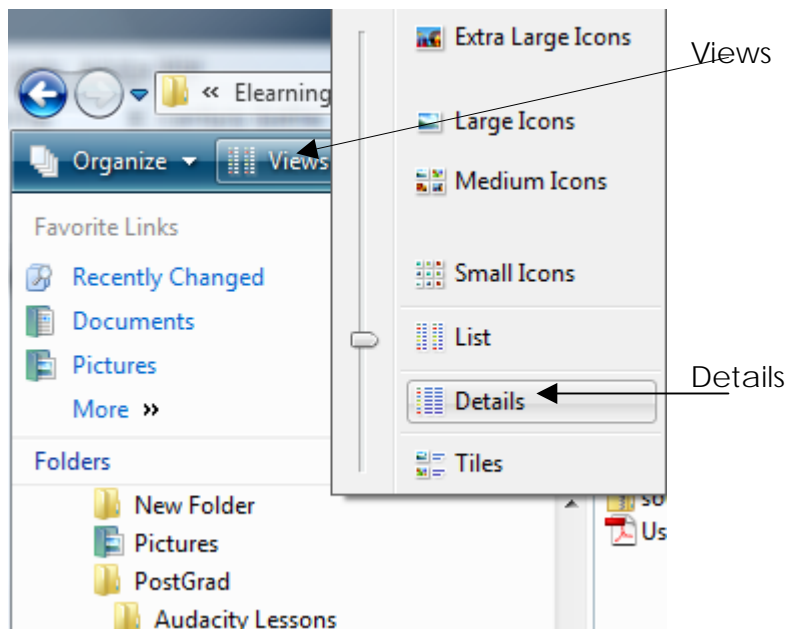 « Elearning
Organize
Views
Favorite Links
Recently Changed
Documents
Pictures
More »
Folders
New Folder
Pictures
PostGrad
Audacity Lessons
Extra Large Icons
Large Icons
Medium Icons
Small Icons
List
Details
Tiles
Us
Views
Details